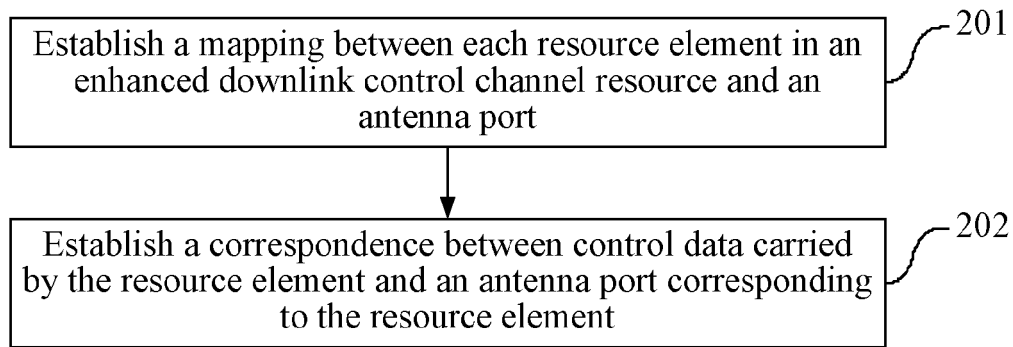 Establish a mapping between each resource element in an
enhanced downlink control channel resource and an
antenna port
201
Establish a correspondence between control data carried
by the resource element and an antenna port corresponding
to the resource element
202